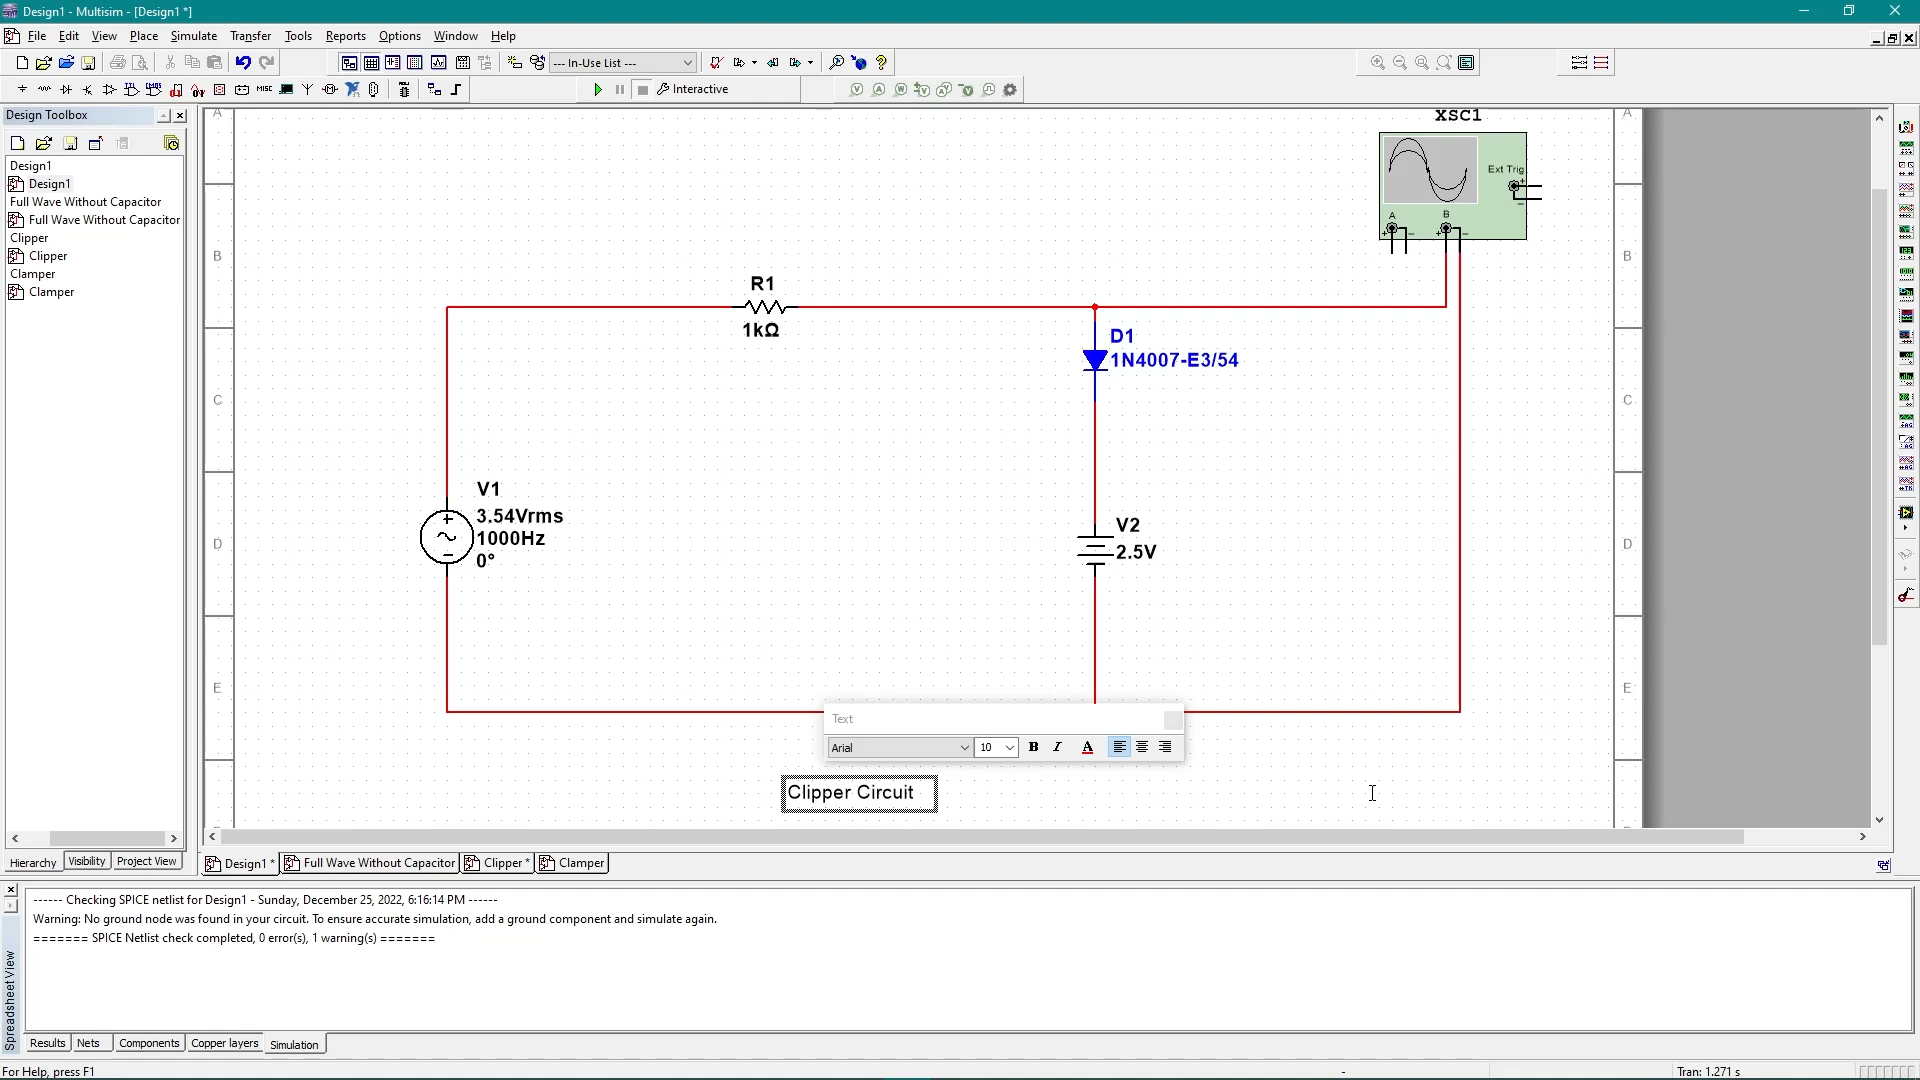 Design1 - Multisim - [Design1 *]
File Edit View Place Simulate Transfer Tools Reports Options Window Help
--- In-Use List ---
Interactive
Design Toolbox
Design1
Design1
Full Wave Without Capacitor
Full Wave Without Capacitor
Clipper
Clipper
Clamper
Clamper
Hierarchy Visibility Project View
A
B
C
D
E
XSC1
Ext Trig
A
B
R1
1kΩ
D1
1N4007-E3/54
V1
3.54Vrms
1000Hz
0°
V2
2.5V
Text
Arial 10 B I A
Clipper Circuit
A
B
C
D
E
Design1 * Full Wave Without Capacitor Clipper * Clamper
------ Checking SPICE netlist for Design1 - Sunday, December 25, 2022, 6:16:14 PM ------
Warning: No ground node was found in your circuit. To ensure accurate simulation, add a ground component and simulate again.
======= SPICE Netlist check completed, 0 error(s), 1 warning(s) =======
Spreadsheet View
Results Nets Components Copper layers Simulation
For Help, press F1
-
Tran: 1.271 s